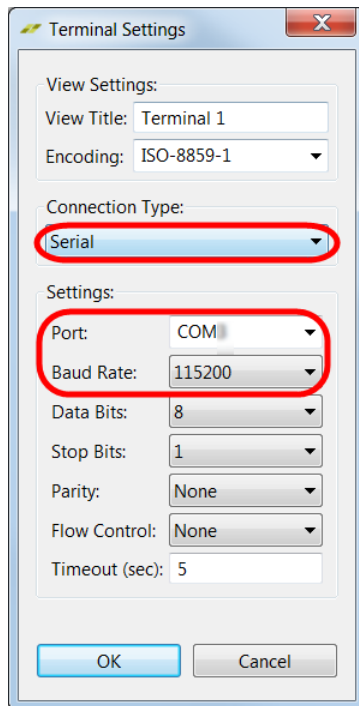 Terminal Settings
View Settings:
View Title: Terminal 1
Encoding: ISO-8859-1
Connection Type:
Serial
Settings:
Port: COM
Baud Rate: 115200
Data Bits: 8
Stop Bits: 1
Parity: None
Flow Control: None
Timeout (sec): 5
OK Cancel